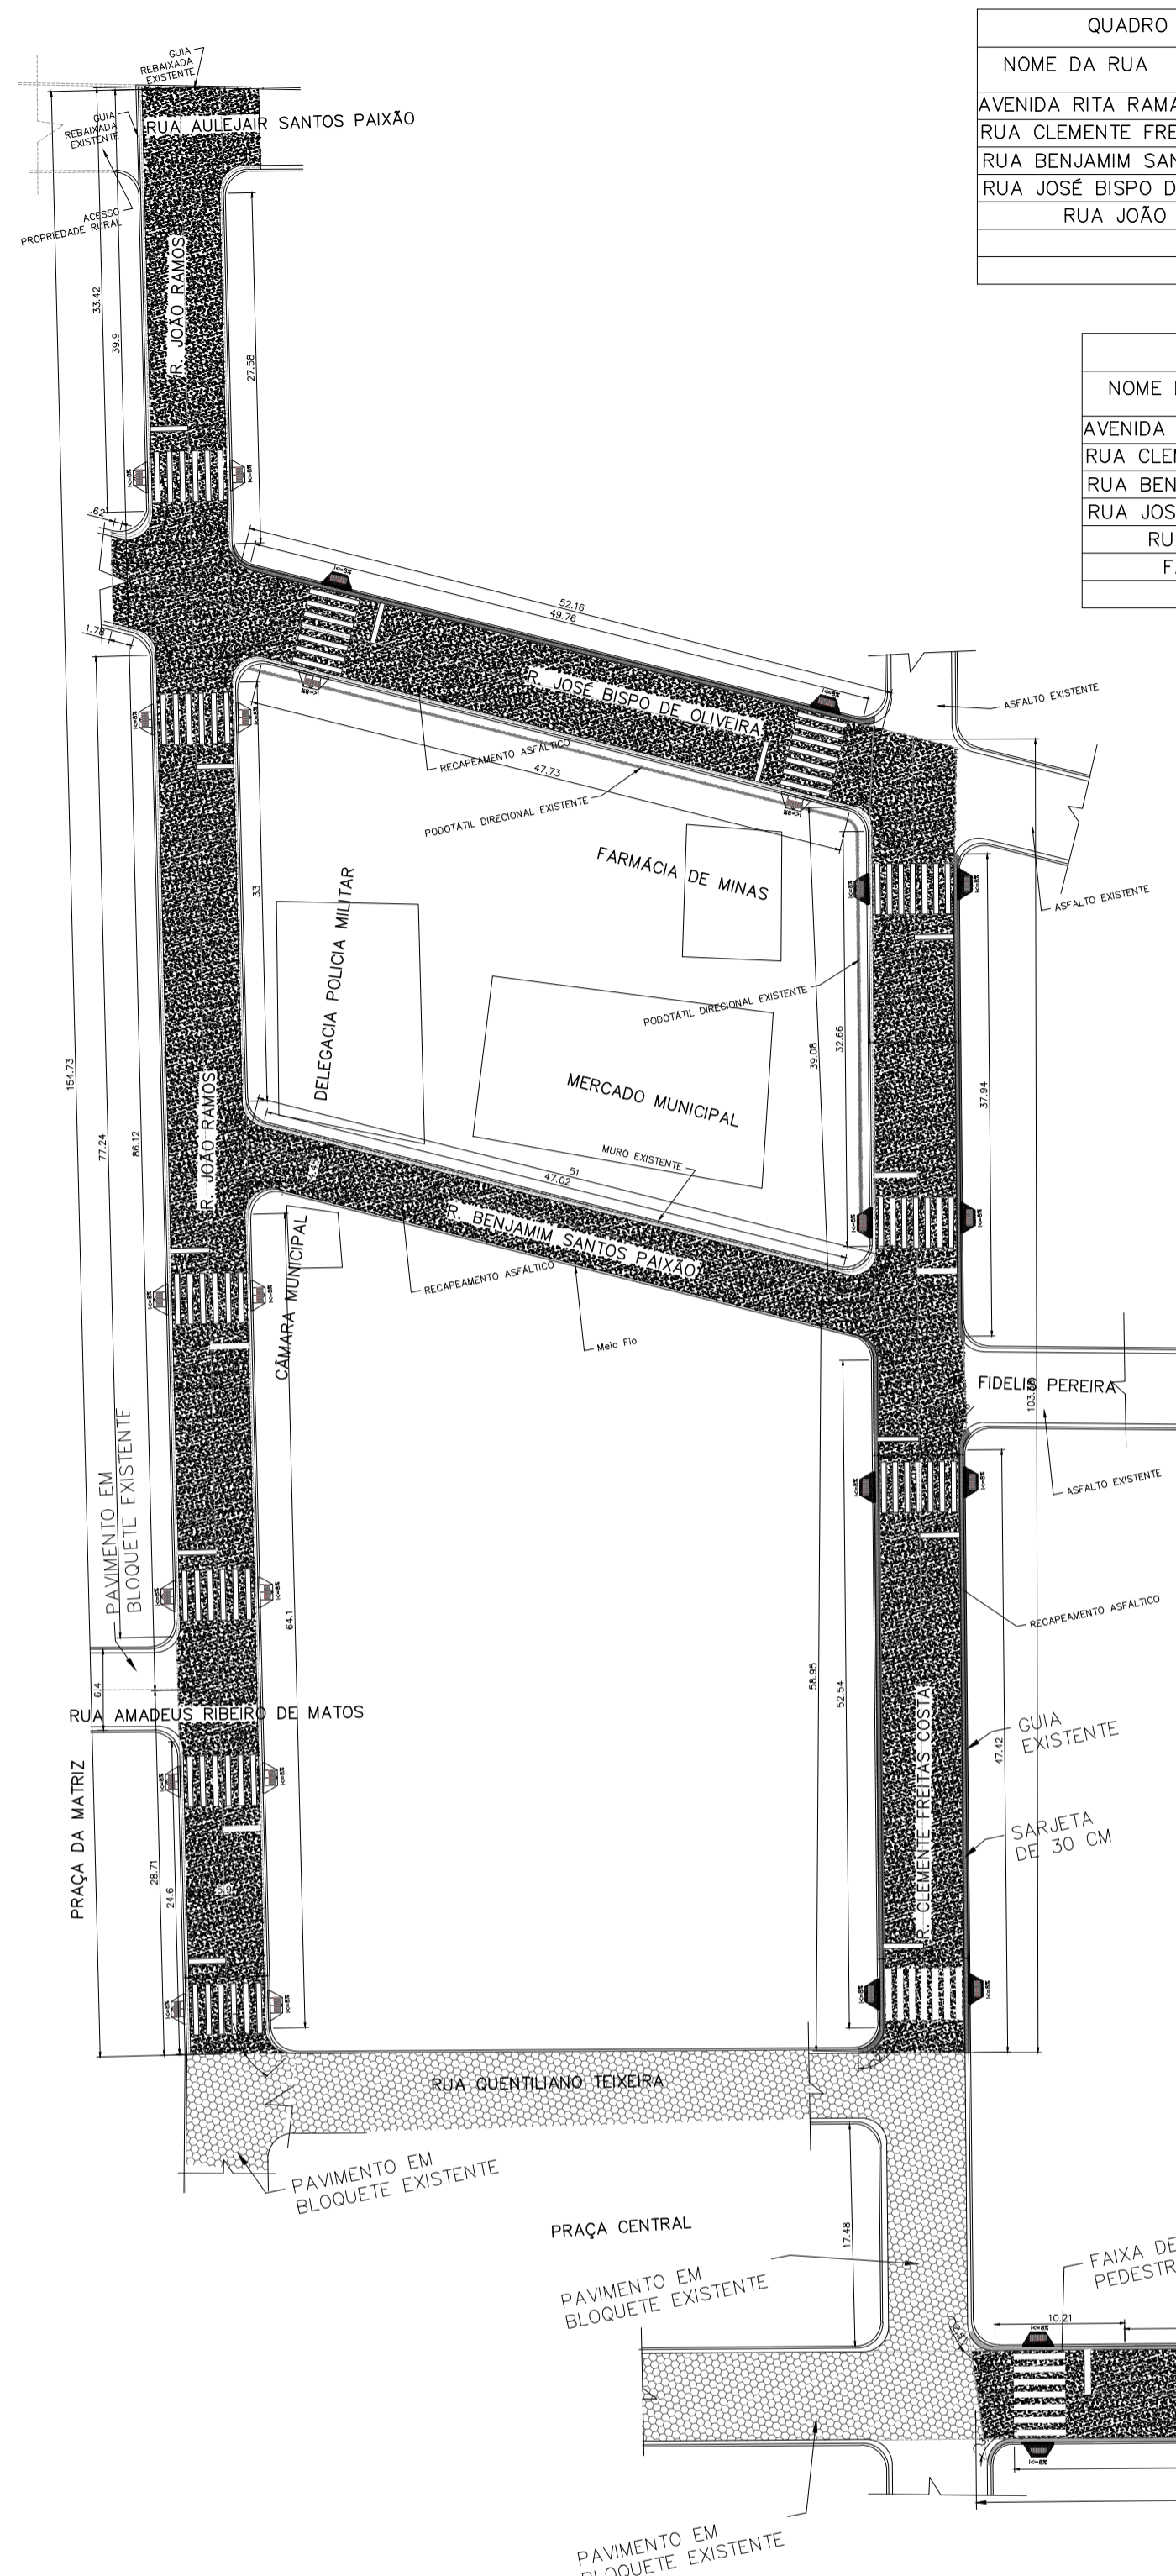 QUADRO
NOME DA RUA
AVENIDA RITA RAMA
RUA CLEMENTE FRE
RUA BENJAMIM SAN
RUA JOSÉ BISPO D
RUA JOÃO
NOME
AVENIDA
RUA CLE
RUA BEN
RUA JOS
RU
GUIA
REBAIXADA
EXISTENTE
GUIA
REBAIXADA
EXISTENTE
RUA AULEJAIR SANTOS PAIXÃO
ACESSO
PROPRIEDADE RURAL
R. JOÃO RAMOS
33.42
39.9
27.58
.62
1.78
52.16
49.76
R. JOSÉ BISPO DE OLIVEIRA
ASFALTO EXISTENTE
RECAPEAMENTO ASFÁLTICO
47.73
PODOTÁTIL DIRECIONAL EXISTENTE
FARMÁCIA DE MINAS
DELEGACIA POLICIA MILITAR
33
ASFALTO EXISTENTE
PODOTÁTIL DIRECIONAL EXISTENTE
39.08
32.66
37.94
MERCADO MUNICIPAL
154.73
77.24
86.12
R. JOÃO RAMOS
MURO EXISTENTE
51
47.02
R. BENJAMIM SANTOS PAIXÃO
RECAPEAMENTO ASFÁLTICO
CÂMARA MUNICIPAL
Meio Fio
FIDELIS PEREIRA
ASFALTO EXISTENTE
PAVIMENTO EM
BLOQUETE EXISTENTE
64.1
58.95
52.54
RECAPEAMENTO ASFÁLTICO
6.4
RUA AMADEUS RIBEIRO DE MATOS
R. CLEMENTE FREITAS COSTA
47.42
GUIA
EXISTENTE
PRAÇA DA MATRIZ
28.71
24.6
SARJETA
DE 30 CM
RUA QUENTILIANO TEIXEIRA
PAVIMENTO EM
BLOQUETE EXISTENTE
PRAÇA CENTRAL
17.48
PAVIMENTO EM
BLOQUETE EXISTENTE
FAIXA DE
PEDESTR
10.21
PAVIMENTO EM
BLOQUETE EXISTENTE